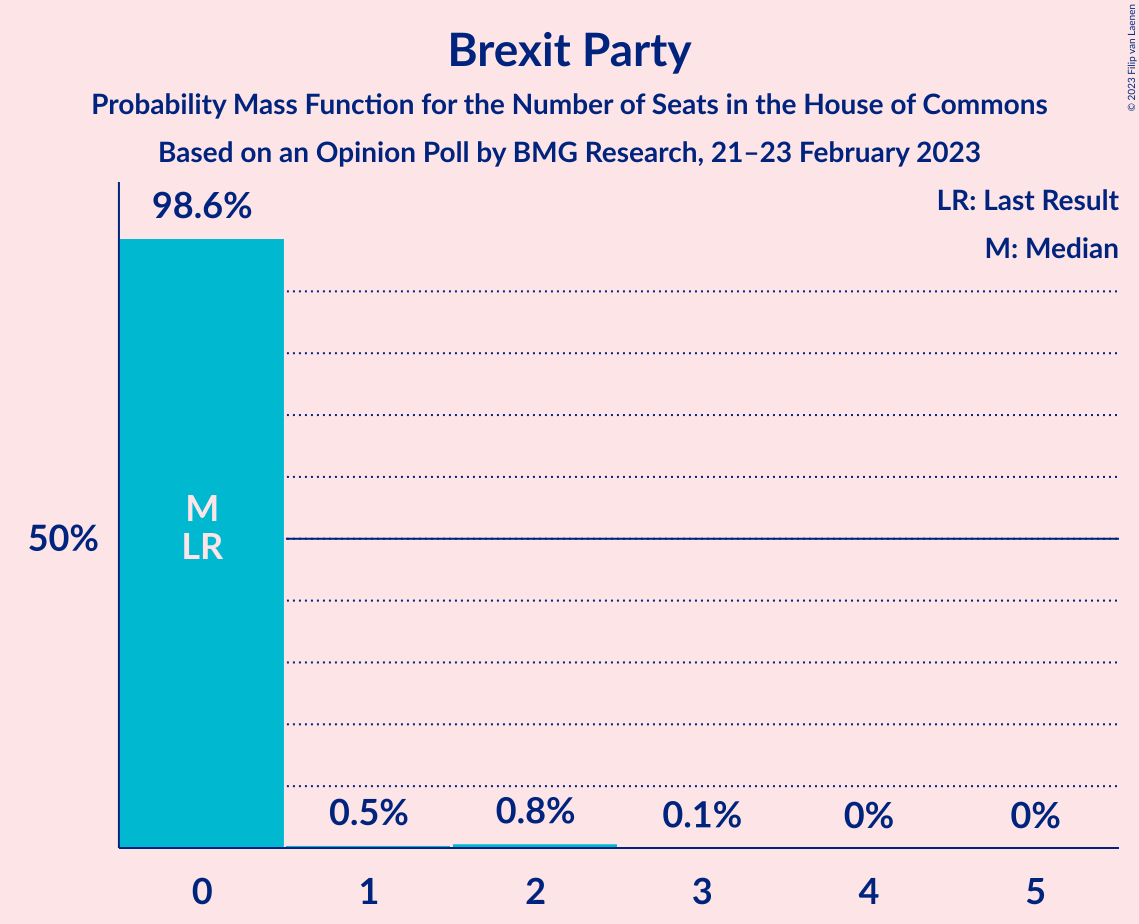 Brexit Party
Probability Mass Function for the Number of Seats in the House of Commons
Based on an Opinion Poll by BMG Research, 21–23 February 2023
© 2023 Filip van Laenen
LR: Last Result
M: Median
98.6%
M
LR
50%
0.5%
0.8%
0.1%
0%
0%
0
1
2
3
4
5